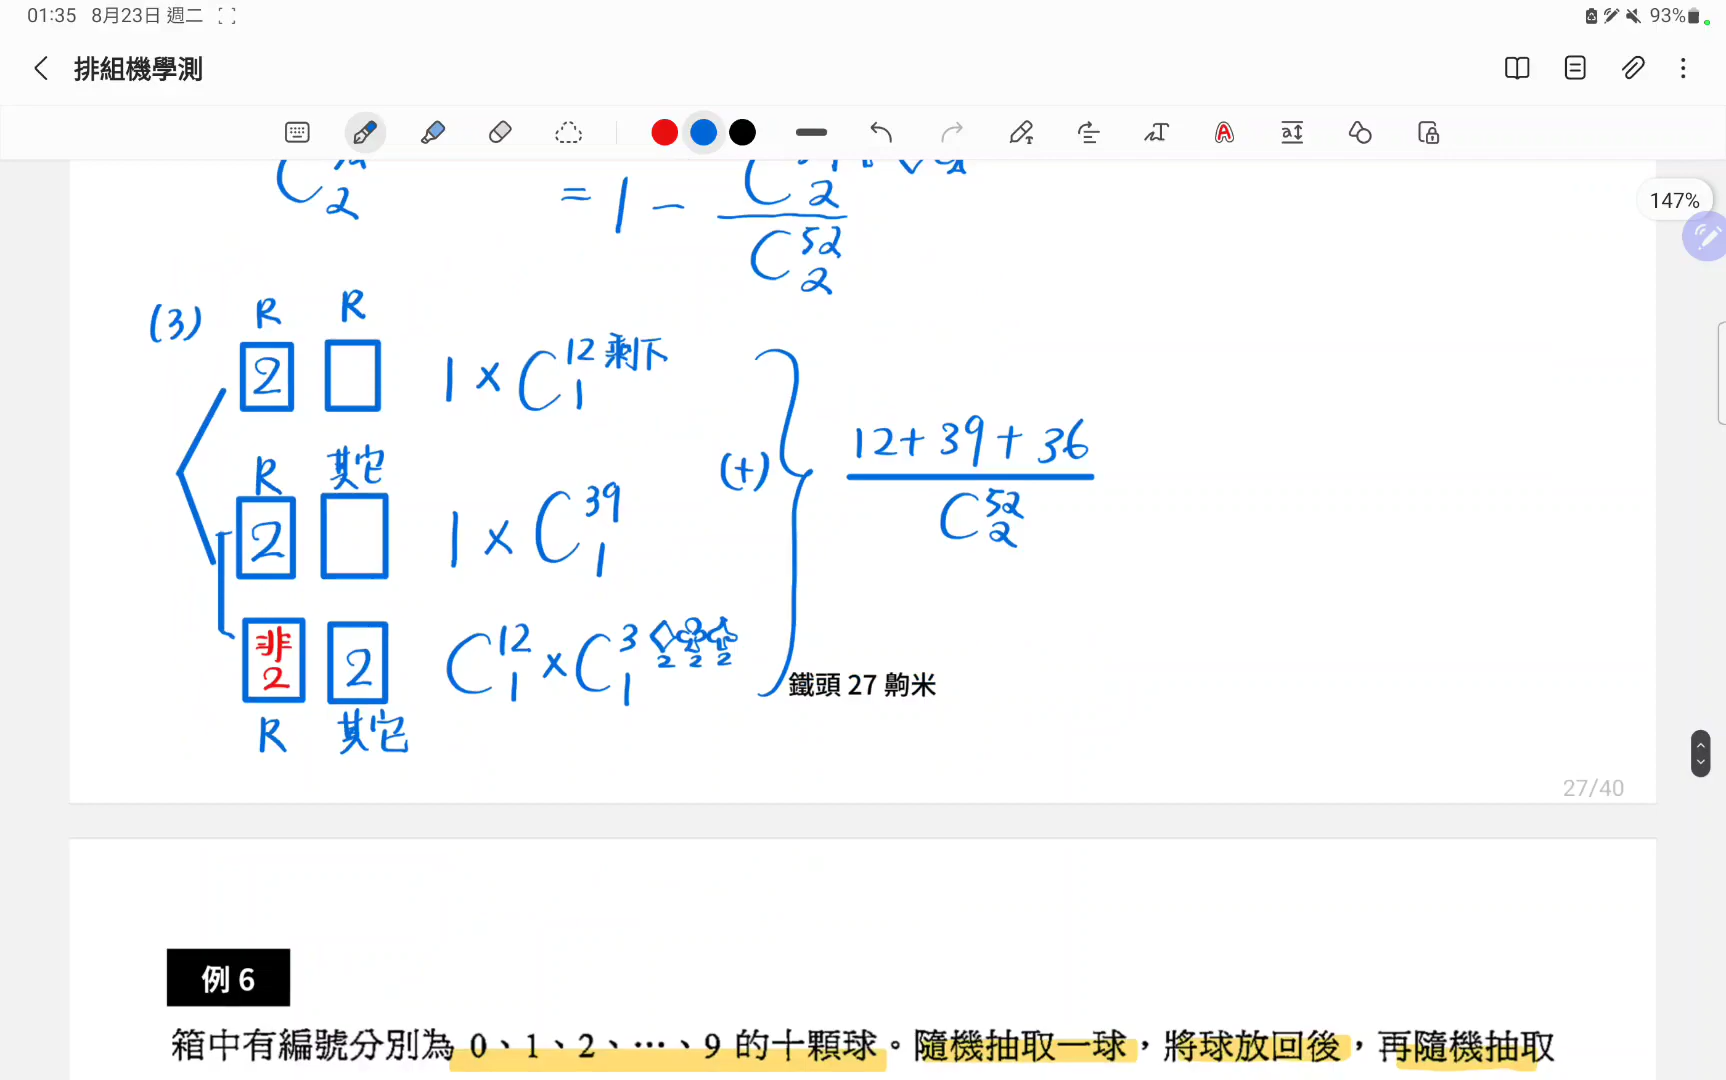 01:35 8月23日 週二 93%
排組機學測
147%
C 2
= 1 - C 2 / C 52 2
(3) R R
2 1 × C 12 剩下 1
R 其它
2 1 × C 39 1
(+) 12+39+36 / C 52 2
非2 2 C 12 1 × C 3 1 2 2 2
R 其它
鐵頭 27
27/40
例 6
箱中有編號分別為 0、1、2、…、9 的十顆球。隨機抽取一球，將球放回後，再隨機抽取